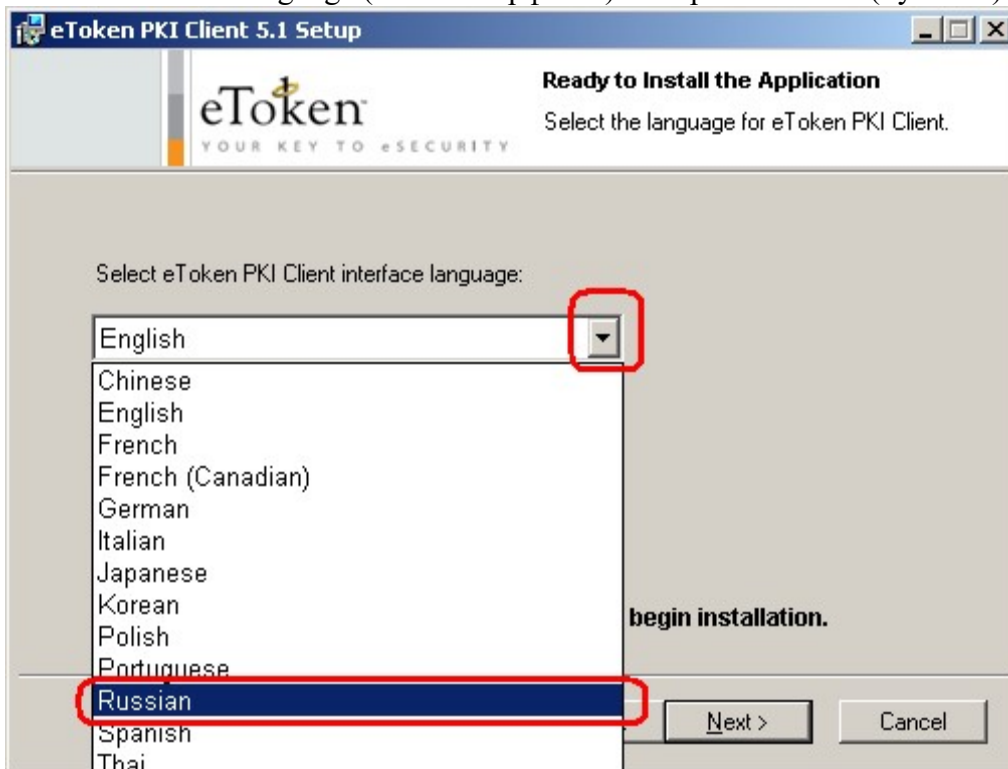 eToken PKI Client 5.1 Setup
eToken
YOUR KEY TO eSECURITY
Ready to Install the Application
Select the language for eToken PKI Client.
Select eToken PKI Client interface language:
English
Chinese
English
French
French (Canadian)
German
Italian
Japanese
Korean
Polish
Portuguese
Russian
Spanish
Thai
begin installation.
Next >
Cancel